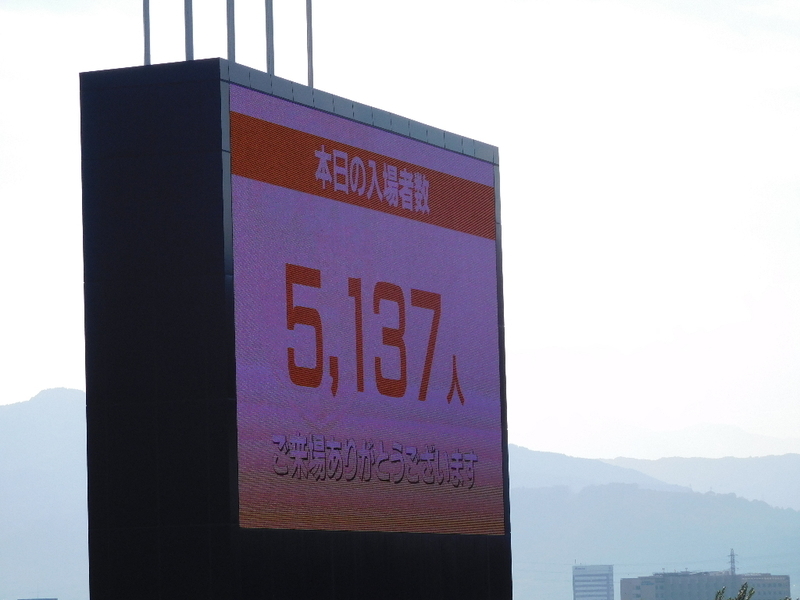 本日の入場者数
5,137人
ご来場ありがとうございます